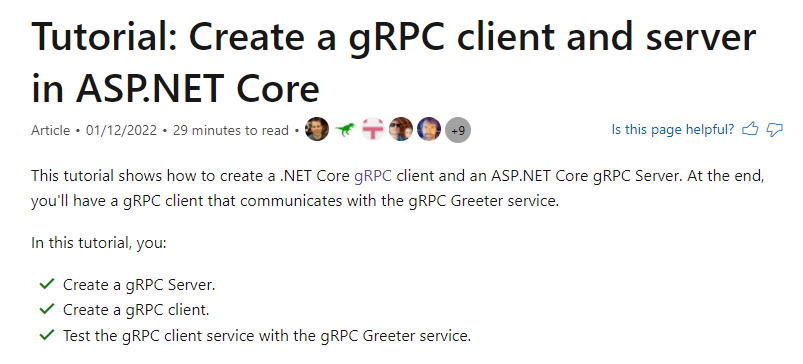 Tutorial: Create a gRPC client and server
in ASP.NET Core
Article • 01/12/2022 • 29 minutes to read • +9 Is this page helpful?
This tutorial shows how to create a .NET Core gRPC client and an ASP.NET Core gRPC Server. At the end,
you'll have a gRPC client that communicates with the gRPC Greeter service.
In this tutorial, you:
Create a gRPC Server.
Create a gRPC client.
Test the gRPC client service with the gRPC Greeter service.